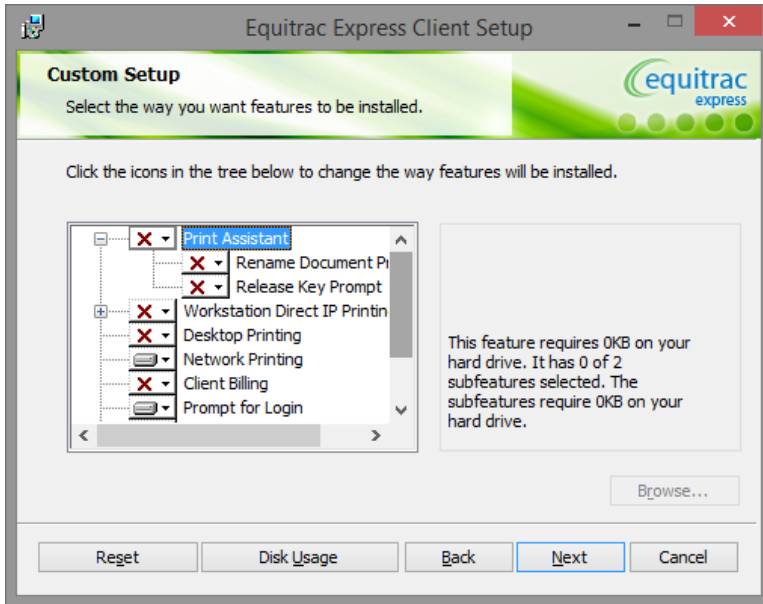 Equitrac Express Client Setup
Custom Setup
Select the way you want features to be installed.
equitrac
express
Click the icons in the tree below to change the way features will be installed.
Print Assistant
Rename Document Pr
Release Key Prompt
Workstation Direct IP Printin
Desktop Printing
Network Printing
Client Billing
Prompt for Login
This feature requires 0KB on your
hard drive. It has 0 of 2
subfeatures selected. The
subfeatures require 0KB on your
hard drive.
Browse...
Reset
Disk Usage
Back
Next
Cancel